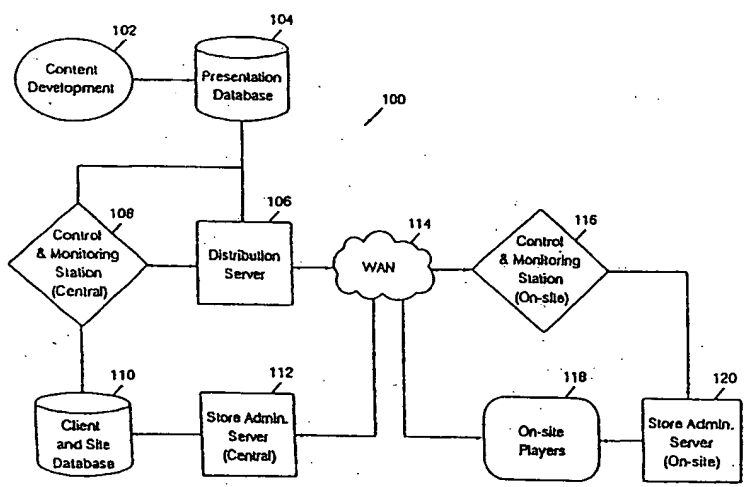 102
Content
Development
104
Presentation
Database
100
108
Control
& Monitoring
Station
(Central)
106
Distribution
Server
114
WAN
116
Control
& Monitoring
Station
(On-site)
110
Client
and Site
Database
112
Store Admin.
Server
(Central)
118
On-site
Players
120
Store Admin.
Server
(On-site)